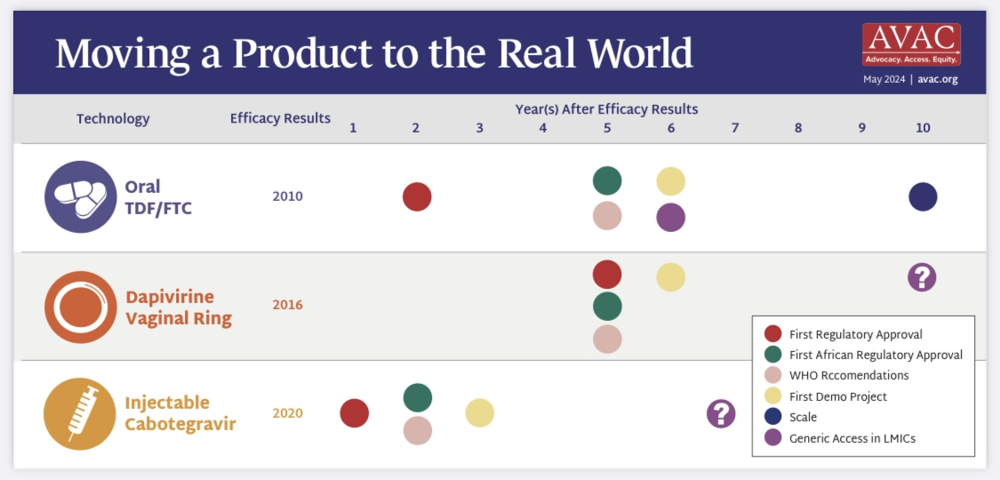 Moving a Product to the Real World
AVAC
Advocacy. Access. Equity.
May 2024 | avac.org
Technology
Efficacy Results
Year(s) After Efficacy Results
1 2 3 4 5 6 7 8 9 10
Oral
TDF/FTC
2010
Dapivirine
Vaginal Ring
2016
?
Injectable
Cabotegravir
2020
?
First Regulatory Approval
First African Regulatory Approval
WHO Rccomendations
First Demo Project
Scale
Generic Access in LMICs